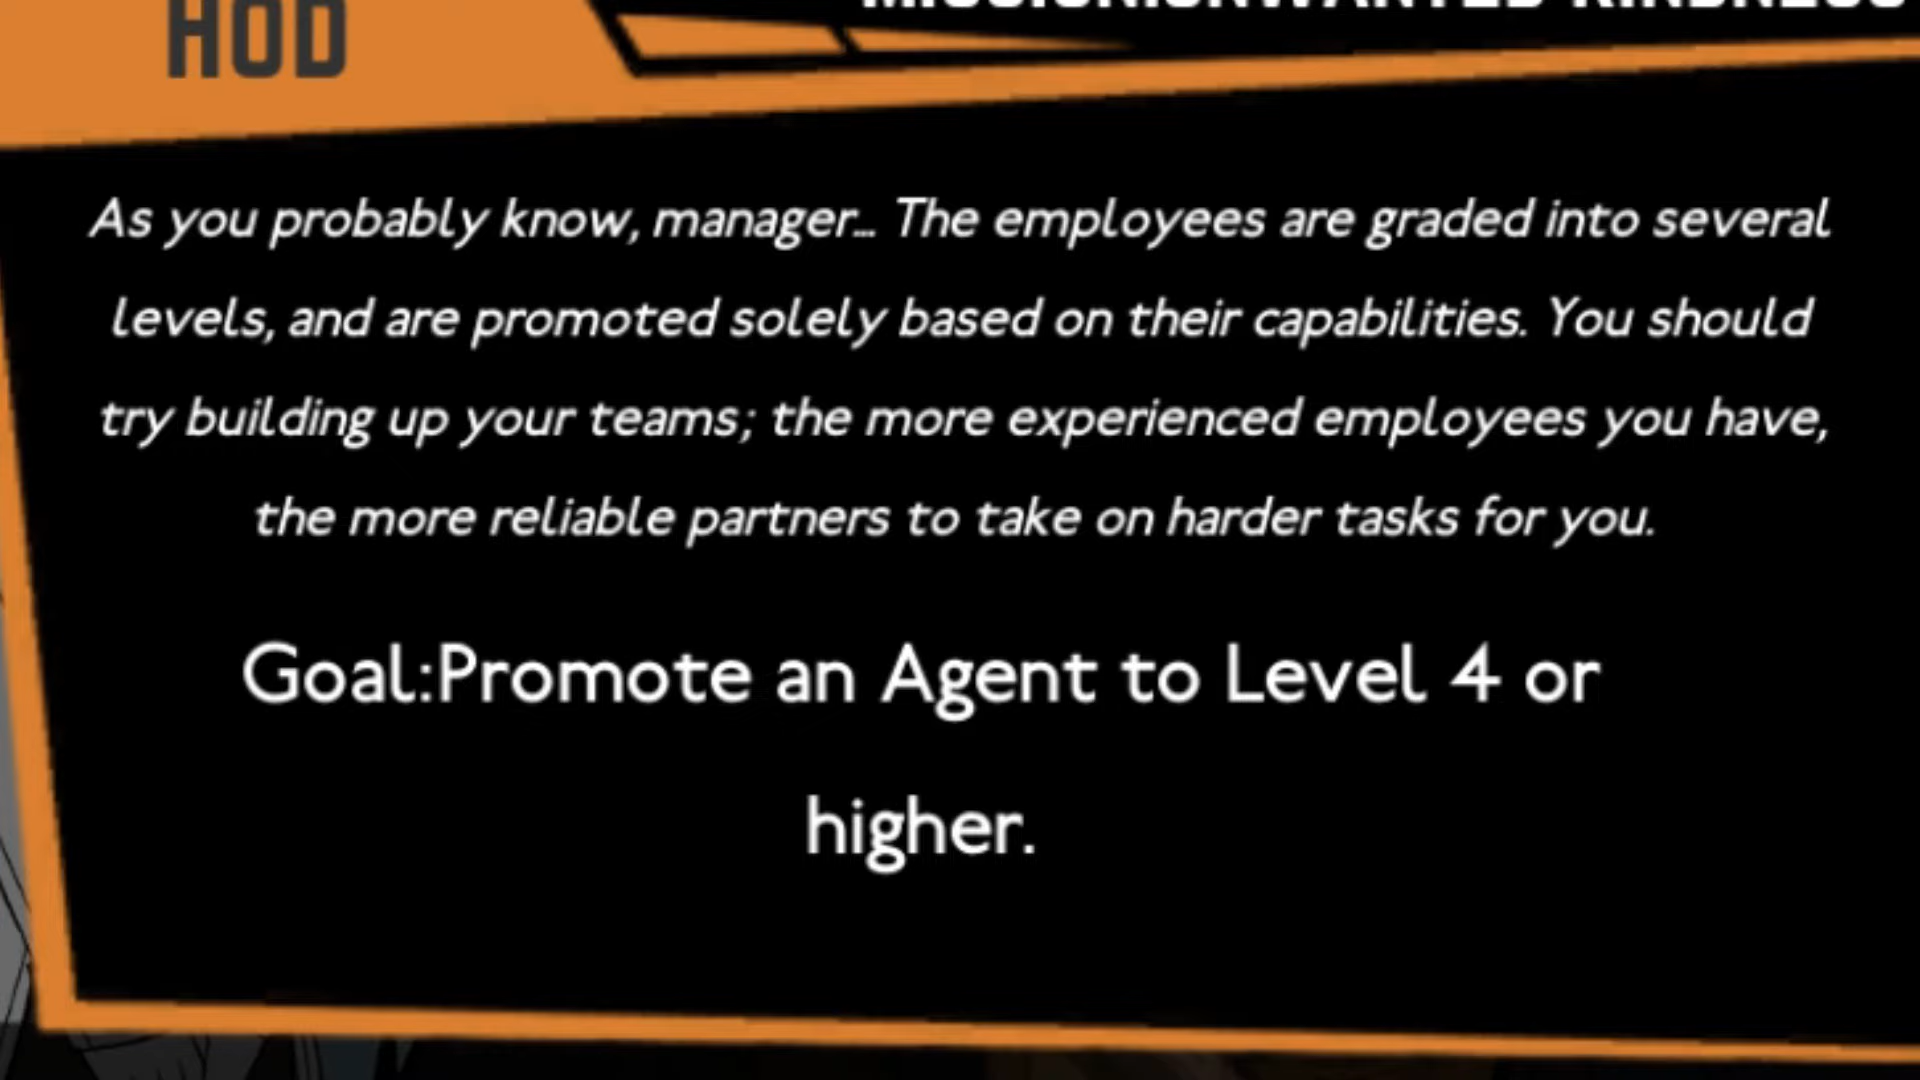 HOD
As you probably know, manager... The employees are graded into several
levels, and are promoted solely based on their capabilities. You should
try building up your teams; the more experienced employees you have,
the more reliable partners to take on harder tasks for you.
Goal:Promote an Agent to Level 4 or
higher.